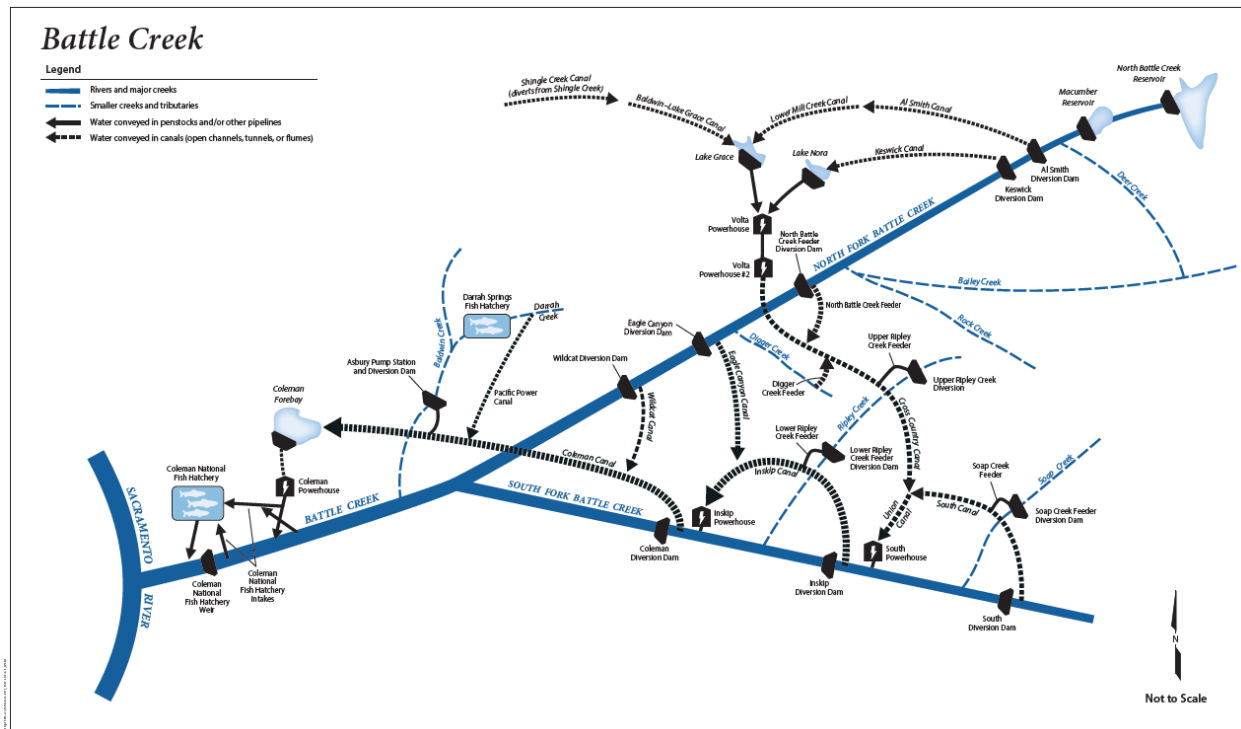 Battle Creek
Legend
Rivers and major creeks
Smaller creeks and tributaries
Water conveyed in penstocks and/or other pipelines
Water conveyed in canals (open channels, tunnels, or flumes)
Shingle Creek Canal
(diverts from Shingle Creek)
Baldwin-Lake Grace Canal
Lower Mill Creek Canal
Al Smith Canal
North Battle Creek
Reservoir
Macumber
Reservoir
Lake Grace
Lake Nora
Keswick Canal
Al Smith
Diversion Dam
Keswick
Diversion Dam
Deer Creek
Volta
Powerhouse
North Battle
Creek Feeder
Diversion Dam
NORTH FORK BATTLE CREEK
Volta
Powerhouse #2
Bailey Creek
North Battle Creek Feeder
Rock Creek
Darrah Springs
Fish Hatchery
Darrah
Creek
Baldwin Creek
Eagle Canyon
Diversion Dam
Digger Creek
Upper Ripley
Creek Feeder
Upper Ripley Creek
Diversion
Digger
Creek Feeder
Asbury Pump Station
and Diversion Dam
Wildcat Diversion Dam
Eagle Canyon Canal
Coleman
Forebay
Pacific Power
Canal
Wildcat Canal
Ripley Creek
Cross Country
Canal
Lower Ripley
Creek Feeder
Lower Ripley
Creek Feeder
Diversion Dam
Coleman Canal
Inskip Canal
Soap Creek
Soap Creek
Feeder
Coleman National
Fish Hatchery
Coleman
Powerhouse
SOUTH FORK BATTLE CREEK
Inskip
Powerhouse
Union
Canal
South Canal
Soap Creek Feeder
Diversion Dam
SACRAMENTO
RIVER
BATTLE CREEK
Coleman
Diversion Dam
South
Powerhouse
Coleman
National
Fish Hatchery
Weir
Coleman
National
Fish Hatchery
Intakes
Inskip
Diversion Dam
South
Diversion Dam
N
Not to Scale